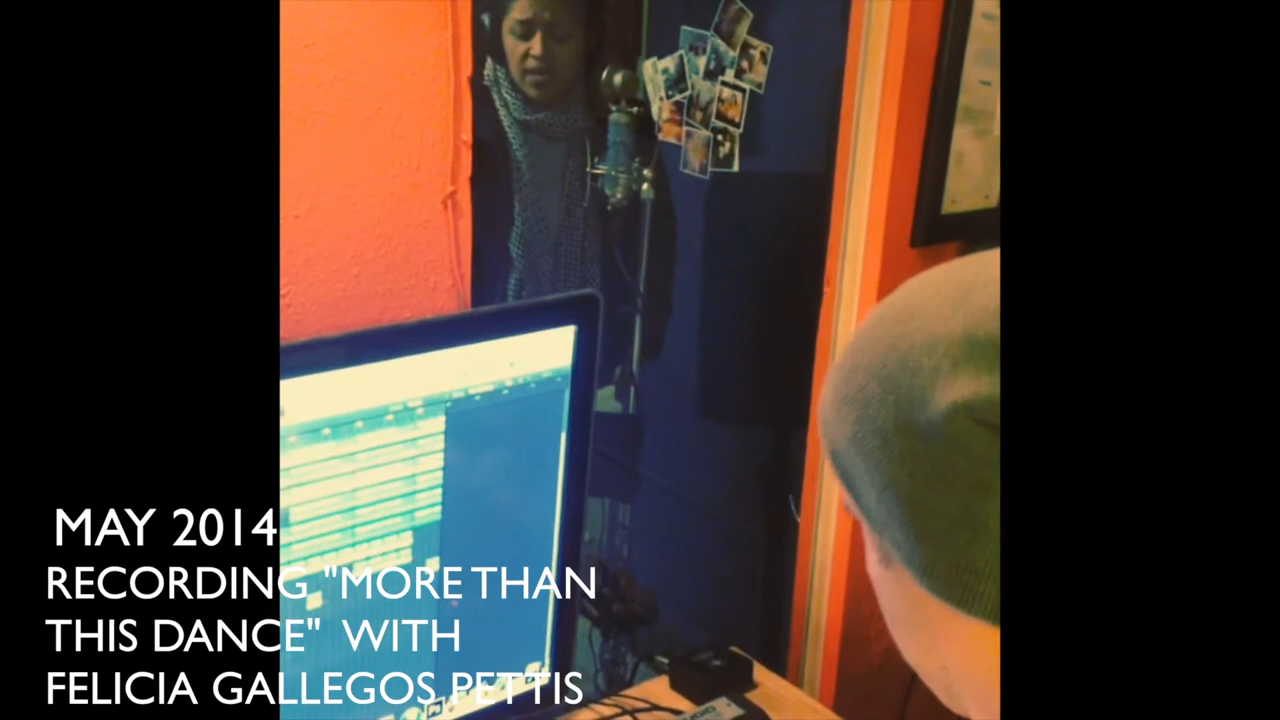 MAY 2014
RECORDING "MORE THAN
THIS DANCE" WITH
FELICIA GALLEGOS PETTIS